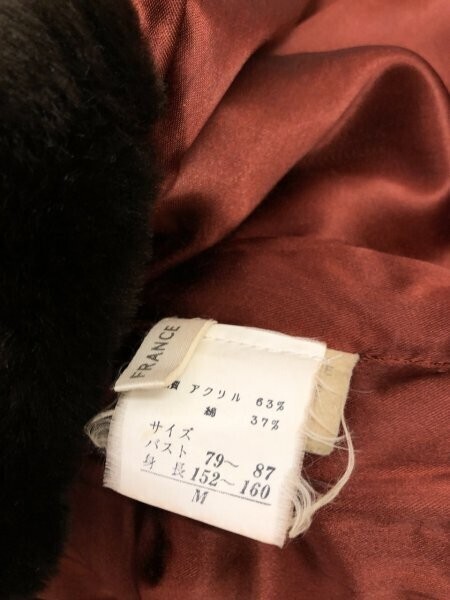 FRANCE
アクリル 63%
綿 37%
サイズ
バスト 79～ 87
身長 152～160
M